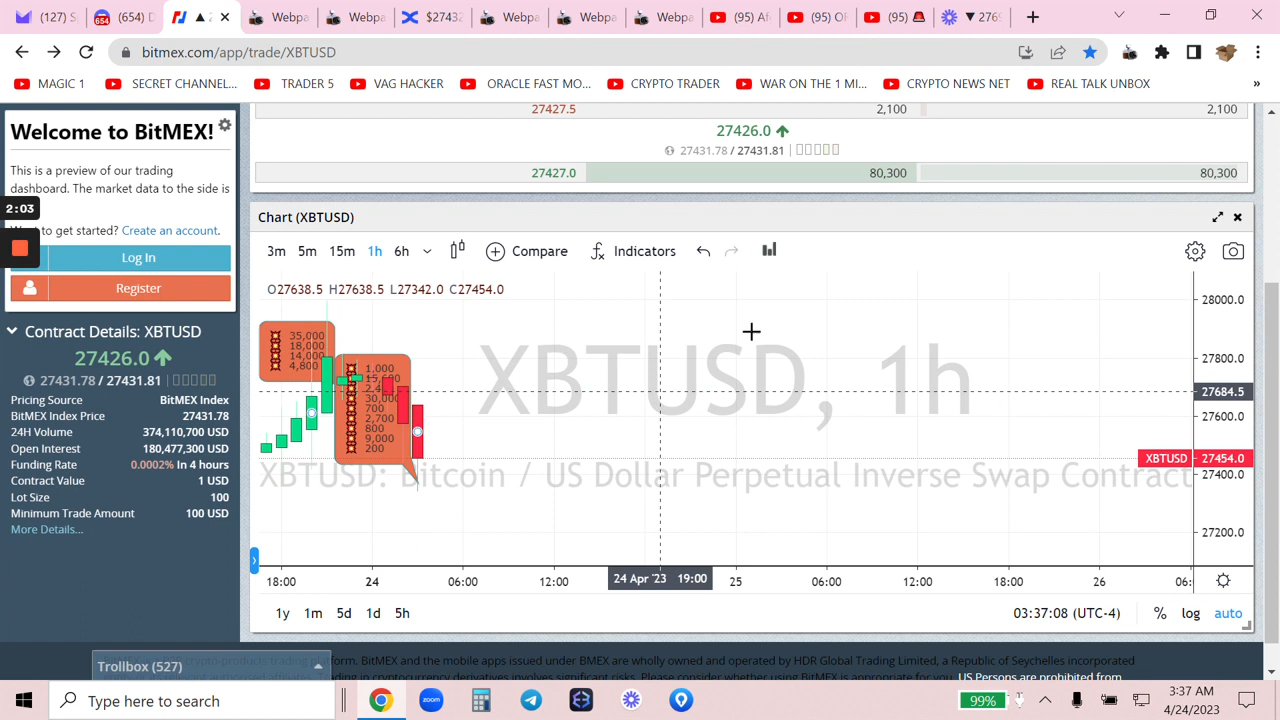 (127) S
654
(654) D
▲ 2
Webpa
Webpa
$27432
Webp
Webpa
Webpa
(95) Af
(95) O
(95)
▼ 276
bitmex.com/app/trade/XBTUSD
MAGIC 1
SECRET CHANNEL...
TRADER 5
VAG HACKER
ORACLE FAST MO...
CRYPTO TRADER
WAR ON THE 1 MI...
CRYPTO NEWS NET
REAL TALK UNBOX
»
Welcome to BitMEX!
This is a preview of our trading
dashboard. The market data to the side is
2:03
to get started? Create an account.
Log In
Register
Contract Details: XBTUSD
27426.0
27431.78 / 27431.81
Pricing Source BitMEX Index
BitMEX Index Price 27431.78
24H Volume 374,110,700 USD
Open Interest 180,477,300 USD
Funding Rate 0.0002% In 4 hours
Contract Value 1 USD
Lot Size 100
Minimum Trade Amount 100 USD
More Details...
27427.5 2,100 2,100
27426.0
27431.78 / 27431.81
27427.0 80,300 80,300
Chart (XBTUSD)
3m 5m 15m 1h 6h Compare Indicators
O27638.5 H27638.5 L27342.0 C27454.0
35,000
18,000
14,000
4,800
1,000
15,600
30,000
700
2,700
800
9,000
200
XBTUSD, 1h
XBTUSD: Bitcoin / US Dollar Perpetual Inverse Swap Contract
28000.0
27800.0
27684.5
27600.0
XBTUSD 27454.0
27400.0
27200.0
18:00 24 06:00 12:00 24 Apr '23 19:00 25 06:00 12:00 18:00 26 06:
1y 1m 5d 1d 5h 03:37:08 (UTC-4) % log auto
Trollbox (527)
crypto-products trading platform. BitMEX and the mobile apps issued under BMEX are wholly owned and operated by HDR Global Trading Limited, a Republic of Seychelles incorporated
trading in cryptocurrency derivatives involves significant risks. Please consider whether using BitMEX is appropriate for you. US Persons are prohibited from
Type here to search
zoom
99%
3:37 AM
4/24/2023